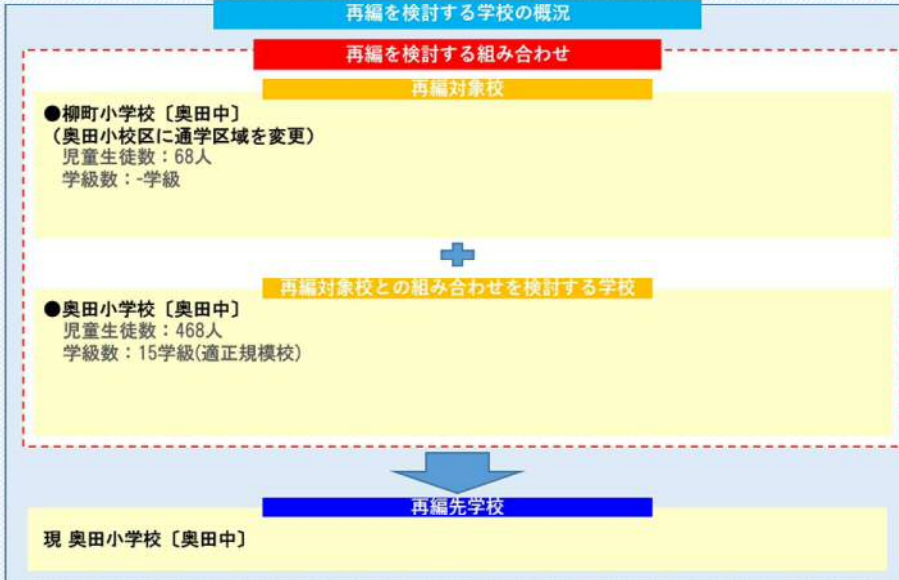 再編を検討する学校の概況
再編を検討する組み合わせ
再編対象校
●柳町小学校〔奥田中〕
（奥田小校区に通学区域を変更）
児童生徒数：68人
学級数：-学級
再編対象校との組み合わせを検討する学校
●奥田小学校〔奥田中〕
児童生徒数：468人
学級数：15学級(適正規模校)
再編先学校
現 奥田小学校〔奥田中〕